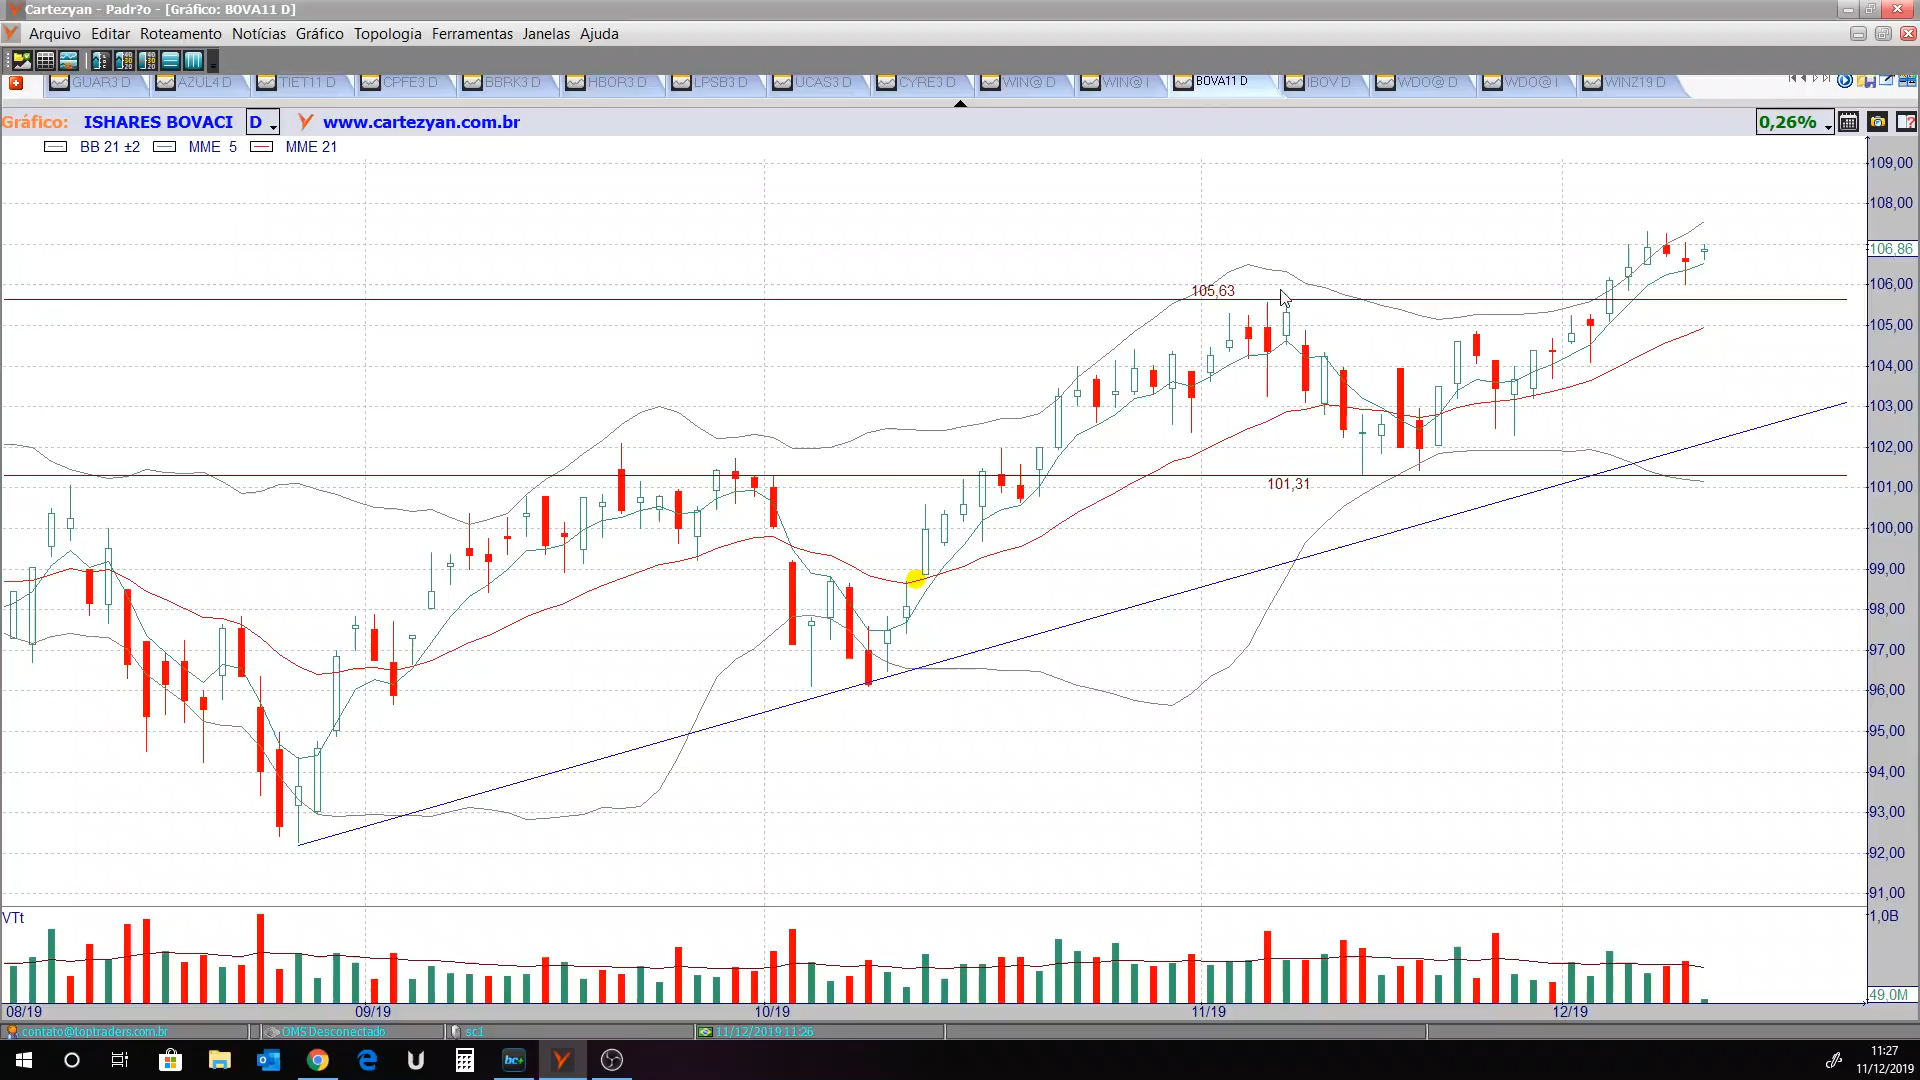 Cartezyan - Padr?o - [Gráfico: BOVA11 D]
Arquivo Editar Roteamento Notícias Gráfico Topologia Ferramentas Janelas Ajuda
GUAR3 D AZUL4 D TIET11 D CPFE3 D BBRK3 D HBOR3 D LPSB3 D UCAS3 D CYRE3 D WIN@ D WIN@ I BOVA11 D IBOV D WDO@ D WDO@ I WINZ19 D
Gráfico: ISHARES BOVACI D www.cartezyan.com.br 0,26%
BB 21 ±2 MME 5 MME 21
109,00
108,00
106,86
106,00
105,63
105,00
104,00
103,00
102,00
101,31
101,00
100,00
99,00
98,00
97,00
96,00
95,00
94,00
93,00
92,00
91,00
VTt
1,0B
49,0M
08/19 09/19 10/19 11/19 12/19
contato@toptraders.com.br OMS Desconectado sc1 11/12/2019 11:26
bc+
11:27
11/12/2019